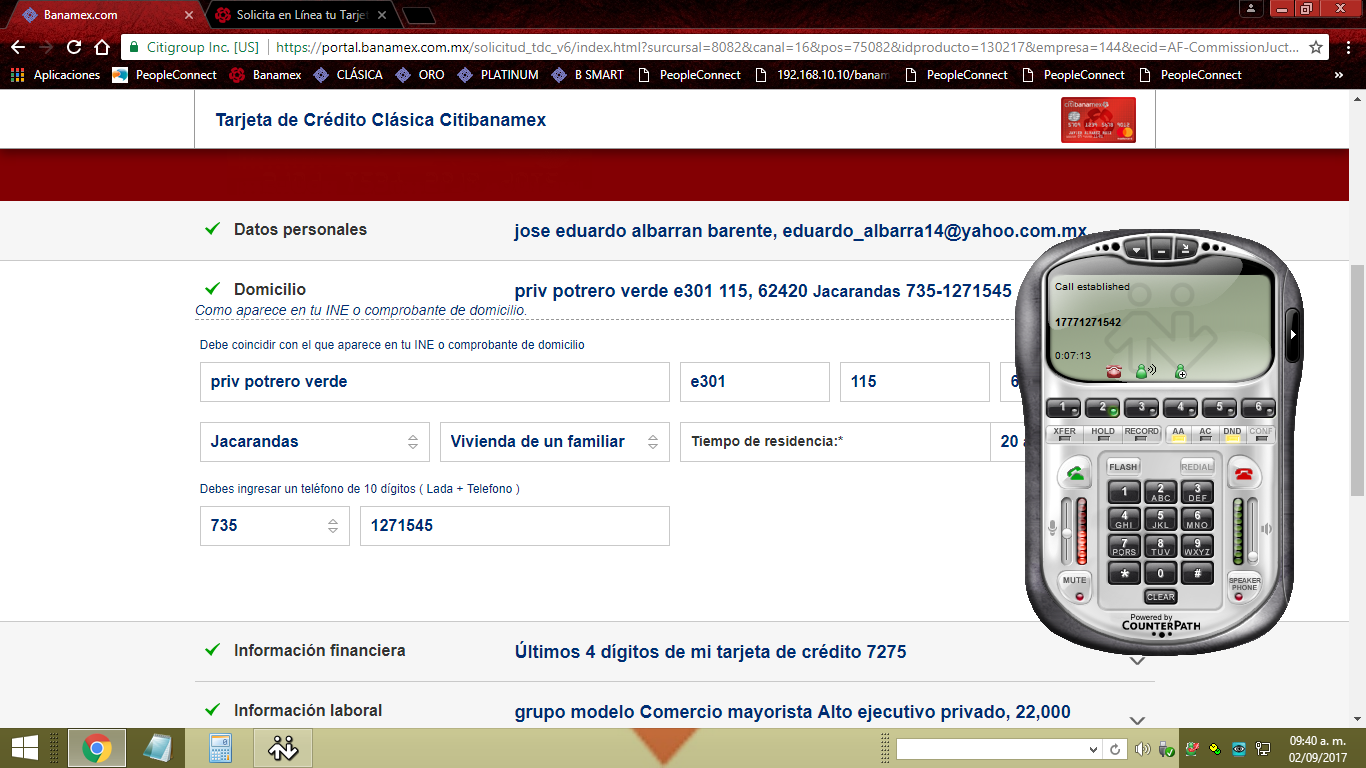 Banamex.com
Solicita en Línea tu Tarjet
Citigroup Inc. [US] https://portal.banamex.com.mx/solicitud_tdc_v6/index.html?surcursal=8082&canal=16&pos=75082&idproducto=130217&empresa=144&ecid=AF-CommissionJuct...
Aplicaciones PeopleConnect Banamex CLÁSICA ORO PLATINUM B SMART PeopleConnect 192.168.10.10/banam PeopleConnect PeopleConnect PeopleConnect »
Tarjeta de Crédito Clásica Citibanamex
citibanamex
Datos personales jose eduardo albarran barente, eduardo_albarra14@yahoo.com.mx
Domicilio priv potrero verde e301 115, 62420 Jacarandas 735-1271545
Como aparece en tu INE o comprobante de domicilio.
Debe coincidir con el que aparece en tu INE o comprobante de domicilio
priv potrero verde e301 115 6
Jacarandas Vivienda de un familiar Tiempo de residencia:* 20 a
Debes ingresar un teléfono de 10 dígitos ( Lada + Telefono )
735 1271545
Información financiera Últimos 4 dígitos de mi tarjeta de crédito 7275
Información laboral grupo modelo Comercio mayorista Alto ejecutivo privado, 22,000
Call established
17771271542
0:07:13
1 2 3 4 5 6
XFER HOLD RECORD AA AC DND CONF
FLASH REDIAL
1 2 ABC 3 DEF
4 GHI 5 JKL 6 MNO
7 PQRS 8 TUV 9 WXYZ
* 0 #
MUTE CLEAR SPEAKER PHONE
Powered by
COUNTERPATH
09:40 a. m.
02/09/2017